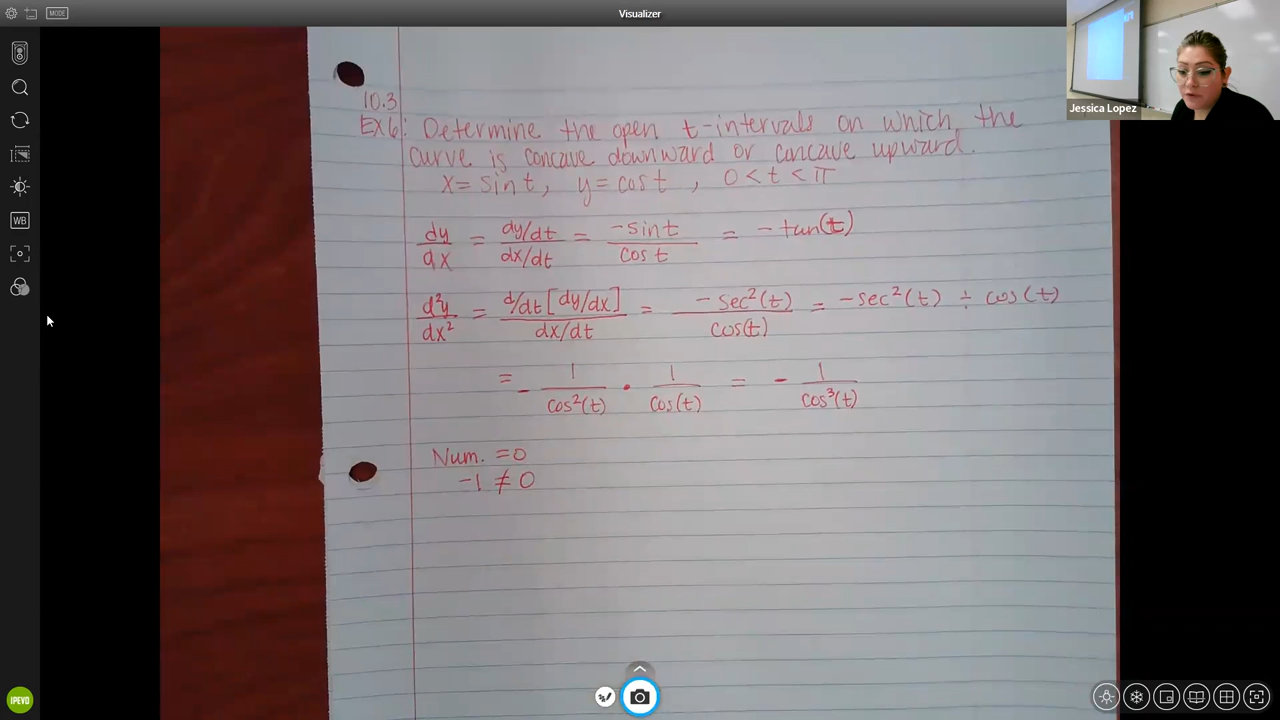 MODE
Visualizer
Jessica Lopez
10.3
EX 6: Determine the open t-intervals on which the
curve is concave downward or concave upward.
x = sin t, y = cos t, 0 < t < π
dy/dx = (dy/dt)/(dx/dt) = (-sin t)/(cos t) = -tan(t)
d²y/dx² = (d/dt[dy/dx])/(dx/dt) = (-sec²(t))/(cos(t)) = -sec²(t) ÷ cos(t)
= - 1/(cos²(t)) • 1/(cos(t)) = - 1/(cos³(t))
Num. = 0
-1 ≠ 0
WB
IPEVO